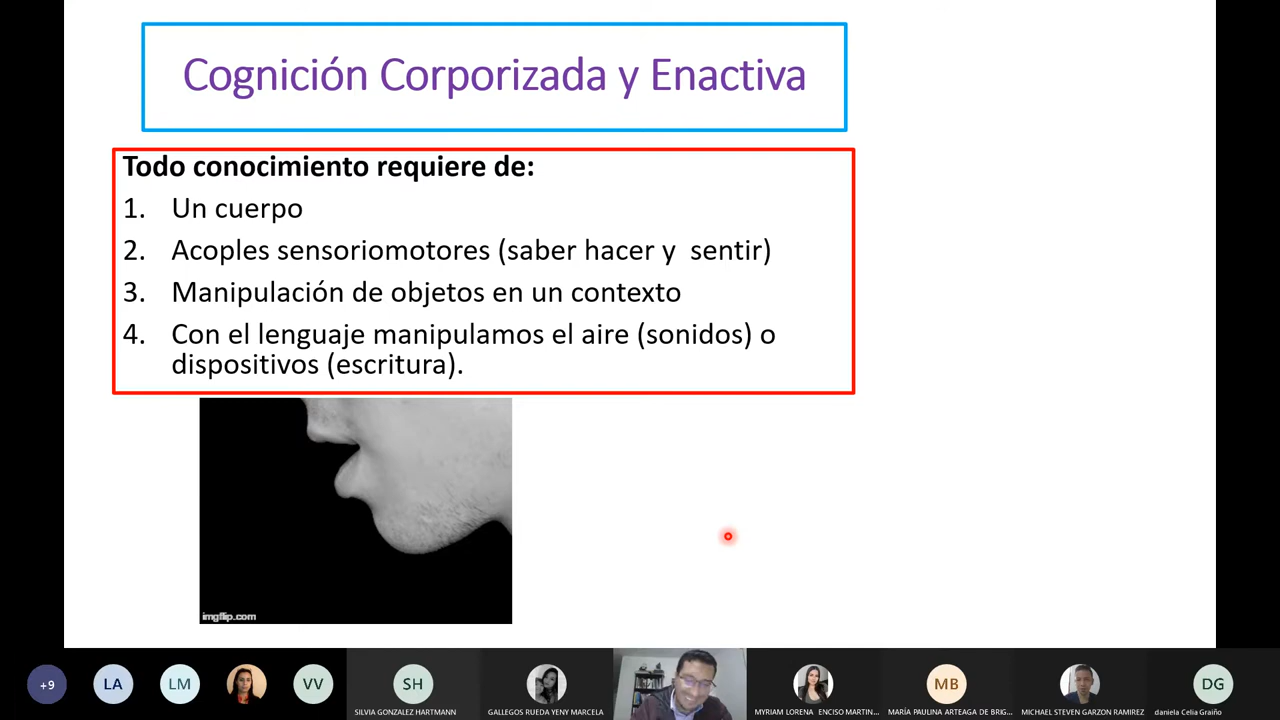 Cognición Corporizada y Enactiva
Todo conocimiento requiere de:
1. Un cuerpo
2. Acoples sensoriomotores (saber hacer y  sentir)
3. Manipulación de objetos en un contexto
4. Con el lenguaje manipulamos el aire (sonidos) o
dispositivos (escritura).
imgflip.com
+9
LA
LM
VV
SH
MB
DG
SILVIA GONZALEZ HARTMANN
GALLEGOS RUEDA YENY MARCELA
MYRIAM LORENA ENCISO MARTIN...
MARÍA PAULINA ARTEAGA DE BRIG...
MICHAEL STEVEN GARZON RAMIREZ
daniela Celia Graiño